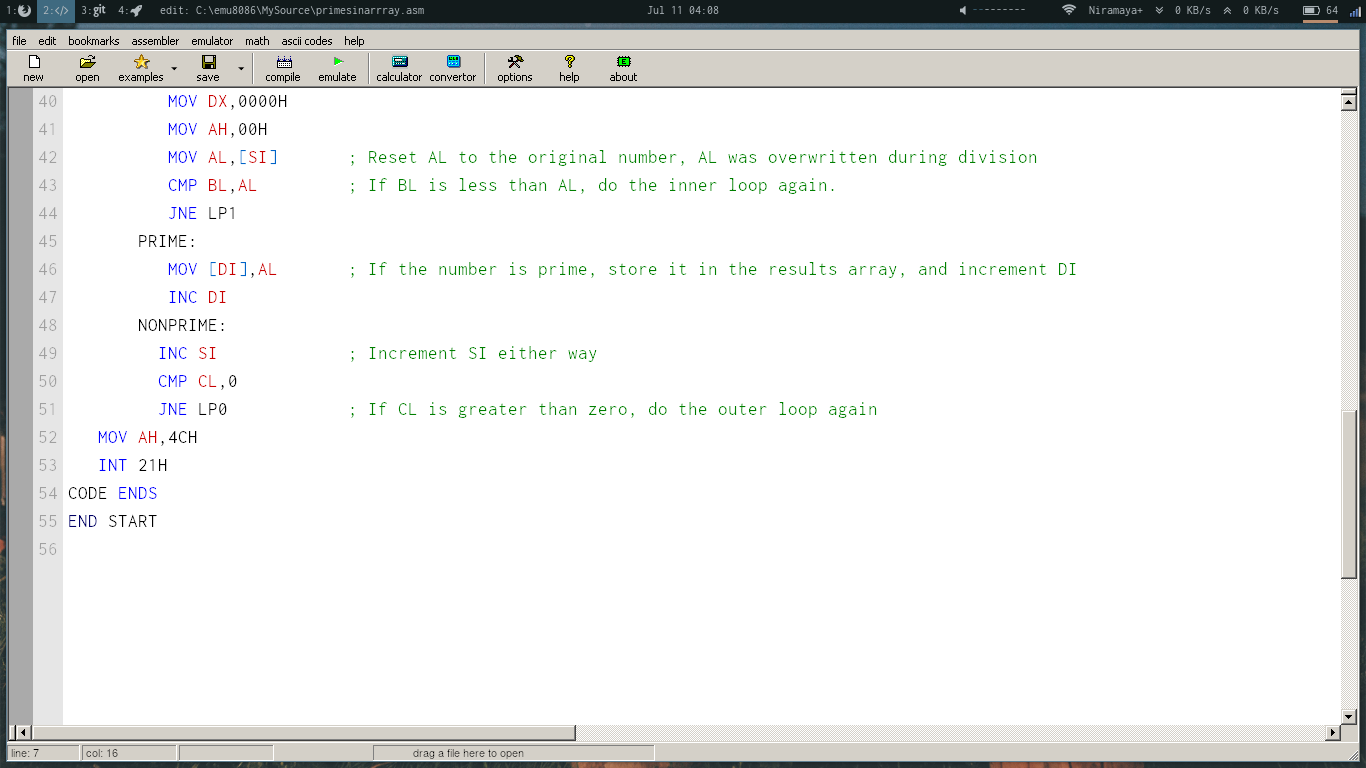 1: 2:</> 3:git 4: edit: C:\emu8086\MySource\primesinarrray.asm Jul 11 04:08 Niramaya+ 0 KB/s 0 KB/s 64
file edit bookmarks assembler emulator math ascii codes help
new open examples save compile emulate calculator convertor options help about
40 MOV DX,0000H
41 MOV AH,00H
42 MOV AL,[SI] ; Reset AL to the original number, AL was overwritten during division
43 CMP BL,AL ; If BL is less than AL, do the inner loop again.
44 JNE LP1
45 PRIME:
46 MOV [DI],AL ; If the number is prime, store it in the results array, and increment DI
47 INC DI
48 NONPRIME:
49 INC SI ; Increment SI either way
50 CMP CL,0
51 JNE LP0 ; If CL is greater than zero, do the outer loop again
52 MOV AH,4CH
53 INT 21H
54 CODE ENDS
55 END START
56
line: 7 col: 16 drag a file here to open